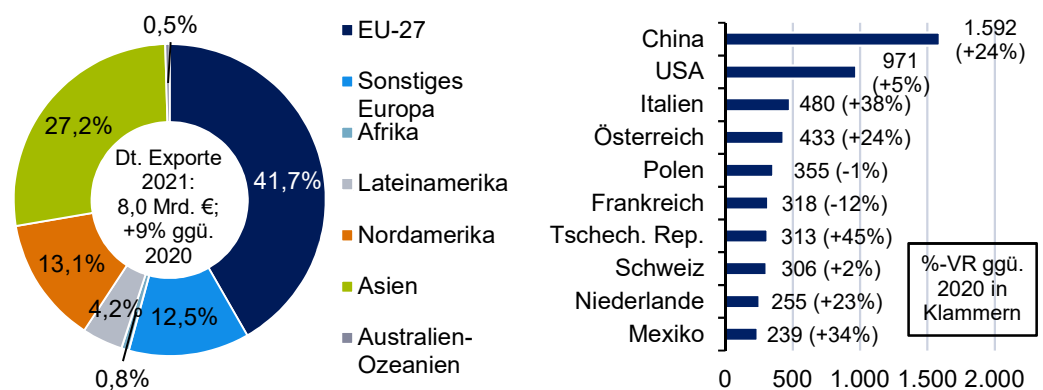 0,5%
27,2%
41,7%
13,1%
4,2%
12,5%
0,8%
Dt. Exporte
2021:
8,0 Mrd. €;
+9% ggü.
2020
EU-27
Sonstiges
Europa
Afrika
Lateinamerika
Nordamerika
Asien
Australien-
Ozeanien
China
1.592
(+24%)
USA
971
(+5%)
Italien 480 (+38%)
Österreich 433 (+24%)
Polen 355 (-1%)
Frankreich 318 (-12%)
Tschech. Rep. 313 (+45%)
Schweiz 306 (+2%)
Niederlande 255 (+23%)
Mexiko 239 (+34%)
%-VR ggü.
2020 in
Klammern
0 500 1.000 1.500 2.000